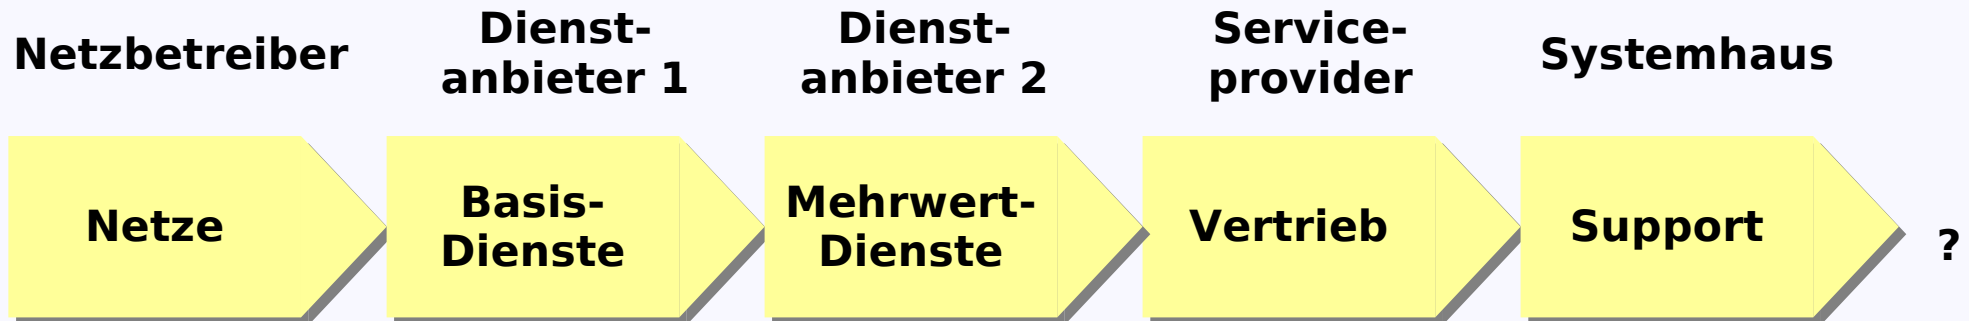 Netzbetreiber
Dienst-
anbieter 1
Dienst-
anbieter 2
Service-
provider
Systemhaus
Netze
Basis-
Dienste
Mehrwert-
Dienste
Vertrieb
Support
?